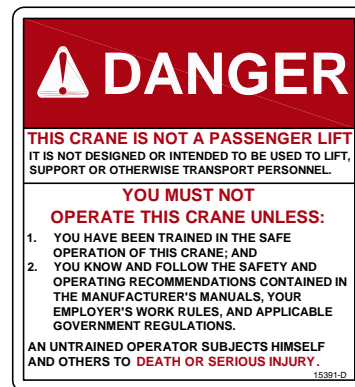 DANGER
THIS CRANE IS NOT A PASSENGER LIFT
IT IS NOT DESIGNED OR INTENDED TO BE USED TO LIFT,
SUPPORT OR OTHERWISE TRANSPORT PERSONNEL.
YOU MUST NOT
OPERATE THIS CRANE UNLESS:
1. YOU HAVE BEEN TRAINED IN THE SAFE
OPERATION OF THIS CRANE; AND
2. YOU KNOW AND FOLLOW THE SAFETY AND
OPERATING RECOMMENDATIONS CONTAINED IN
THE MANUFACTURER'S MANUALS, YOUR
EMPLOYER'S WORK RULES, AND APPLICABLE
GOVERNMENT REGULATIONS.
AN UNTRAINED OPERATOR SUBJECTS HIMSELF
AND OTHERS TO DEATH OR SERIOUS INJURY.
15391-D